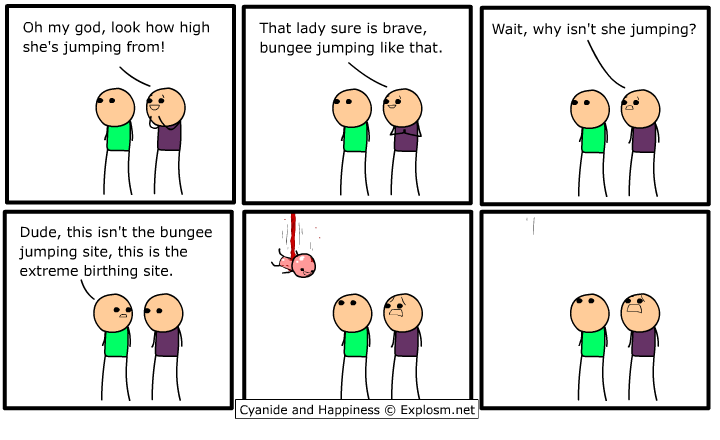 Oh my god, look how high
she's jumping from!
That lady sure is brave,
bungee jumping like that.
Wait, why isn't she jumping?
Dude, this isn't the bungee
jumping site, this is the
extreme birthing site.
Cyanide and Happiness © Explosm.net